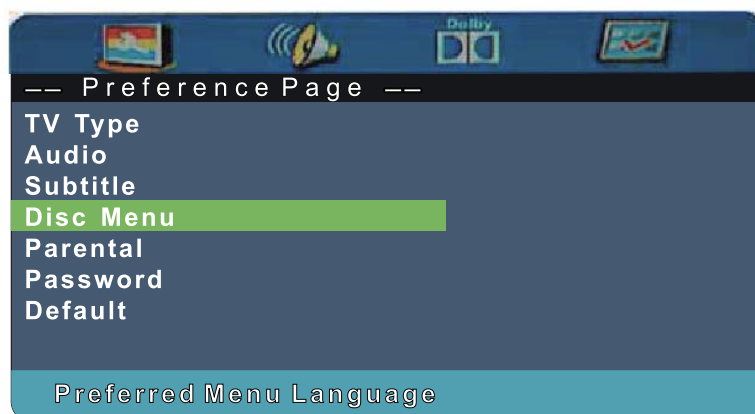 Dolby
-- Preference Page --
TV Type
Audio
Subtitle
Disc Menu
Parental
Password
Default
Preferred Menu Language